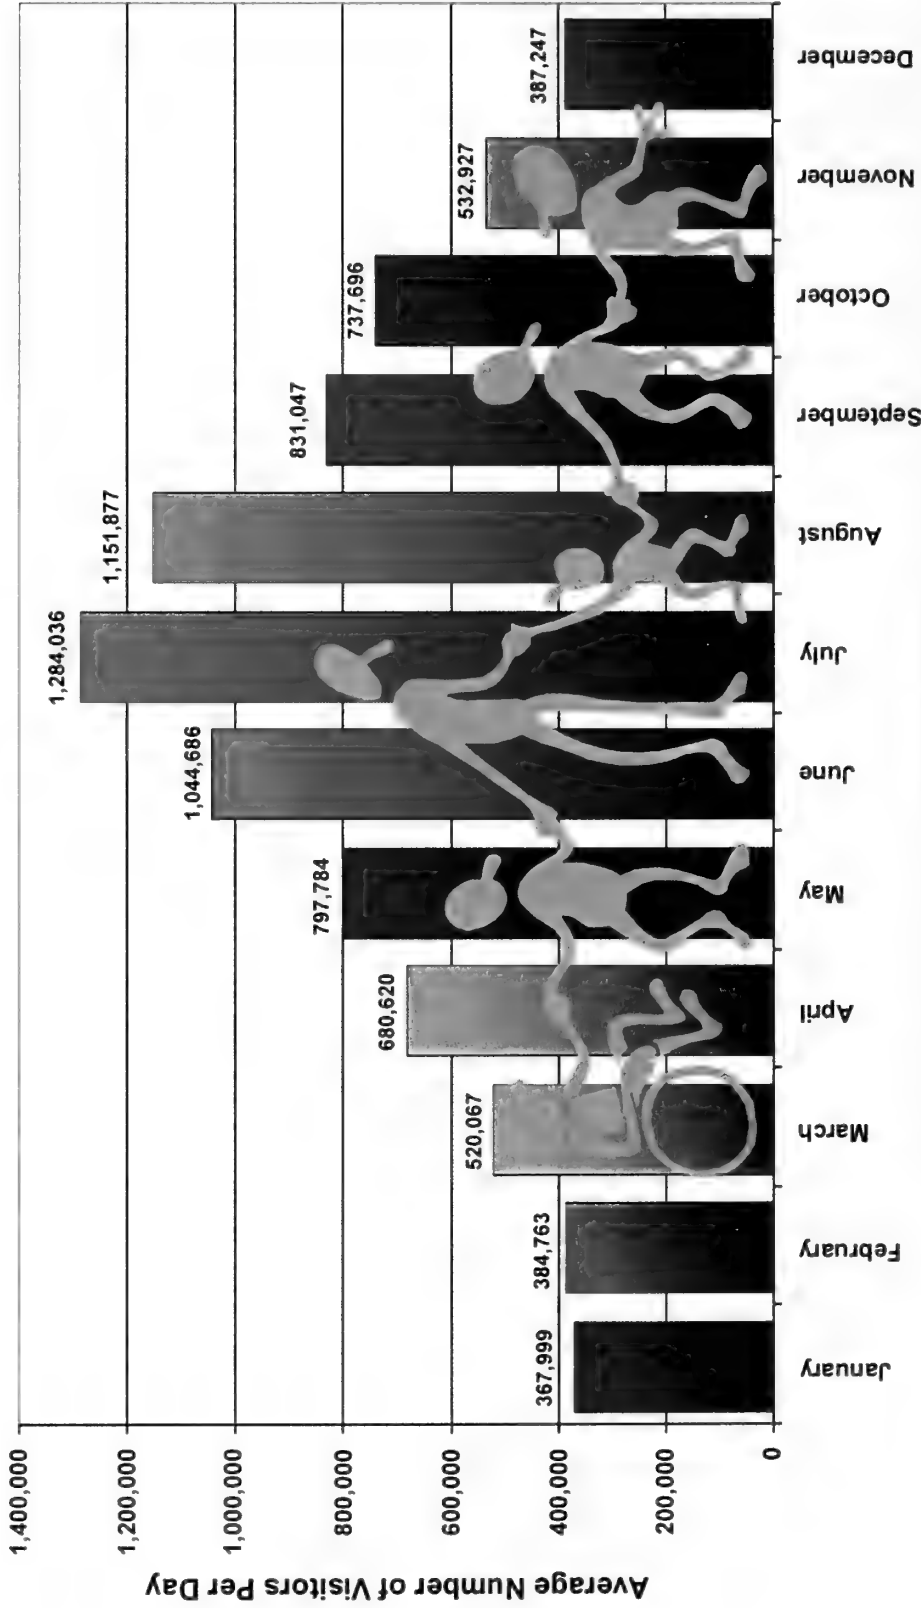 Average Number of Visitors Per Day
1,400,000
1,200,000
1,000,000
800,000
600,000
400,000
200,000
0
367,999
384,763
520,067
680,620
797,784
1,044,686
1,284,036
1,151,877
831,047
737,696
532,927
387,247
January
February
March
April
May
June
July
August
September
October
November
December